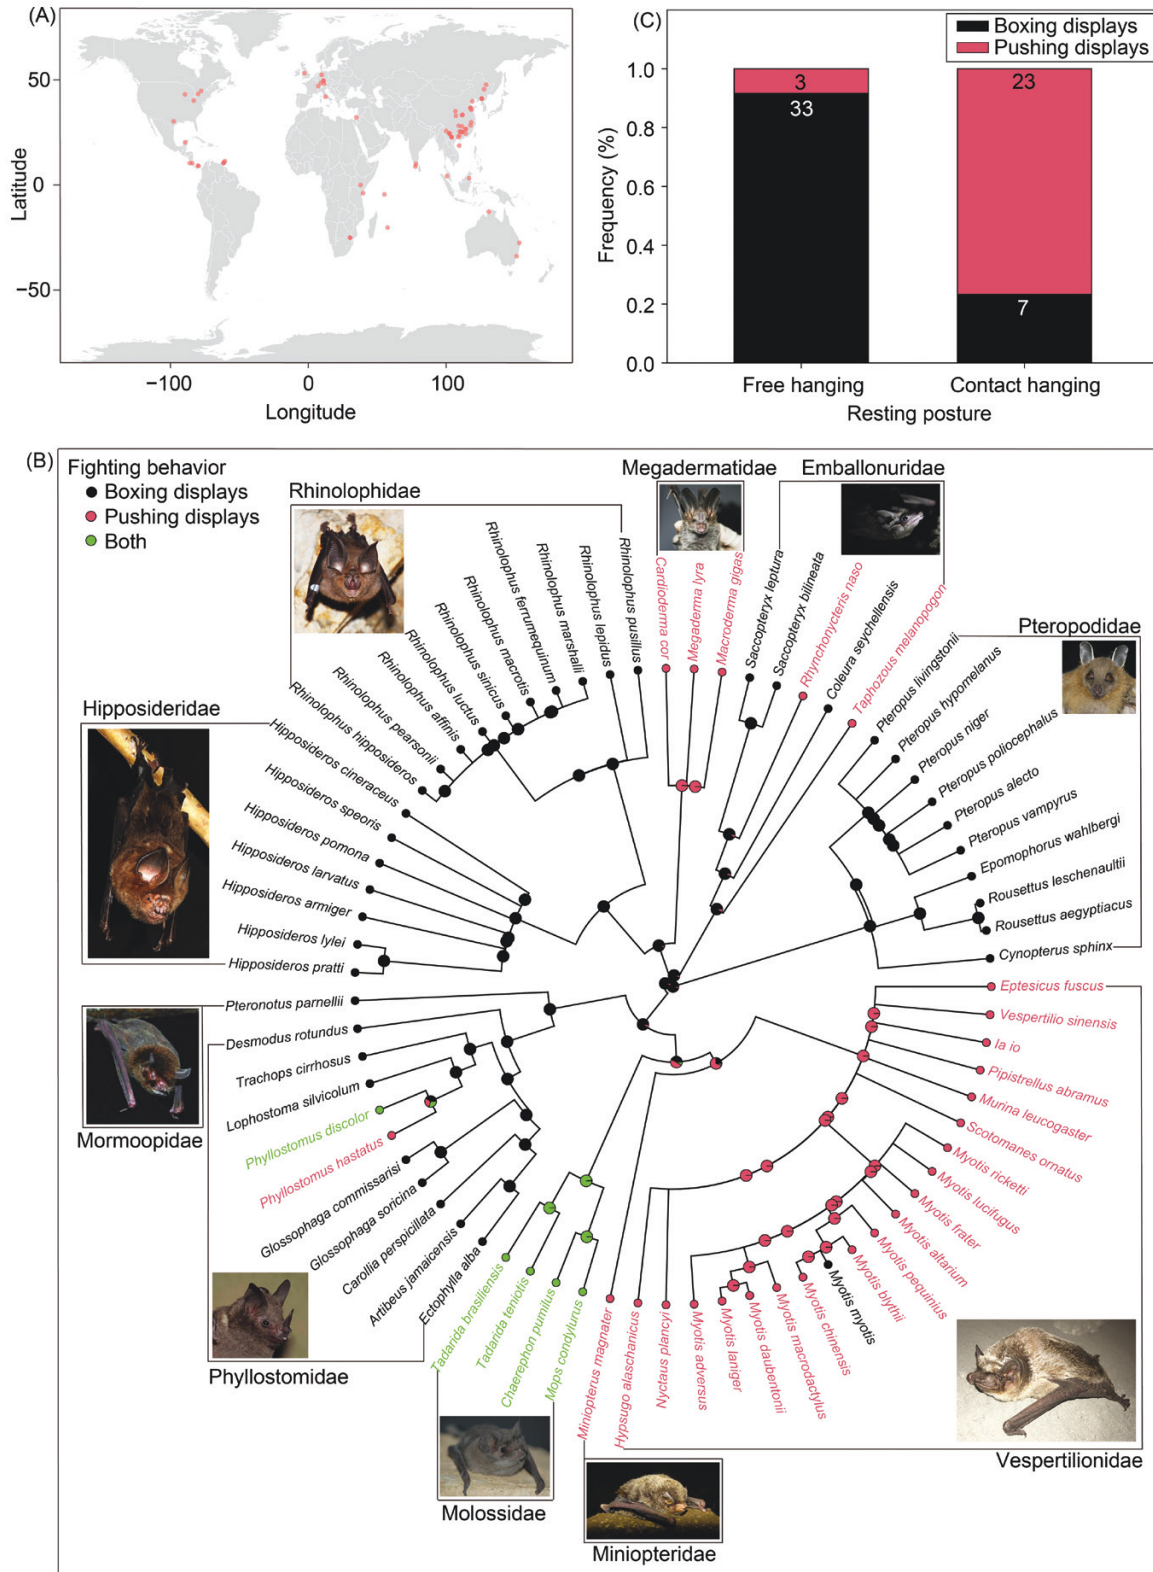 (A)
50
0
−50
Latitude
−100
0
100
Longitude
(C)
Boxing displays
Pushing displays
1.0
0.8
0.6
0.4
0.2
0.0
Frequency (%)
3
33
23
7
Free hanging
Contact hanging
Resting posture
(B)
Fighting behavior
Boxing displays
Pushing displays
Both
Rhinolophidae
Megadermatidae
Emballonuridae
Pteropodidae
Hipposideridae
Mormoopidae
Phyllostomidae
Molossidae
Miniopteridae
Vespertilionidae
Rhinolophus pusillus
Rhinolophus lepidus
Rhinolophus marshalli
Rhinolophus ferrumequinum
Rhinolophus macrotis
Rhinolophus sinicus
Rhinolophus luctus
Rhinolophus affinis
Rhinolophus pearsonii
Rhinolophus hipposideros
Hipposideros cineraceus
Hipposideros speoris
Hipposideros pomona
Hipposideros larvatus
Hipposideros armiger
Hipposideros lylei
Hipposideros pratti
Pteronotus parnellii
Desmodus rotundus
Trachops cirrhosus
Lophostoma silvicolum
Phyllostomus discolor
Phyllostomus hastatus
Glossophaga commissarisi
Glossophaga soricina
Carollia perspicillata
Artibeus jamaicensis
Ectophylla alba
Tadarida brasiliensis
Tadarida teniotis
Chaerephon pumilus
Mops condylurus
Miniopterus magnater
Hypsugo alaschanicus
Nyctaus plancyi
Myotis adversus
Myotis laniger
Myotis daubentonii
Myotis macrodactylus
Myotis chinensis
Myotis myotis
Myotis blythii
Myotis pequinius
Myotis altarium
Myotis frater
Myotis lucifugus
Myotis ricketti
Scotomanes ornatus
Murina leucogaster
Pipistrellus abramus
Ia io
Vespertilio sinensis
Eptesicus fuscus
Cynopterus sphinx
Rousettus aegyptiacus
Rousettus leschenaultii
Epomophorus wahlbergi
Pteropus vampyrus
Pteropus alecto
Pteropus poliocephalus
Pteropus niger
Pteropus hypomelanus
Pteropus livingstonii
Taphozous melanopogon
Coleura seychellensis
Rhynchonycteris naso
Saccopteryx bilineata
Saccopteryx leptura
Macroderma gigas
Megaderma lyra
Cardioderma cor